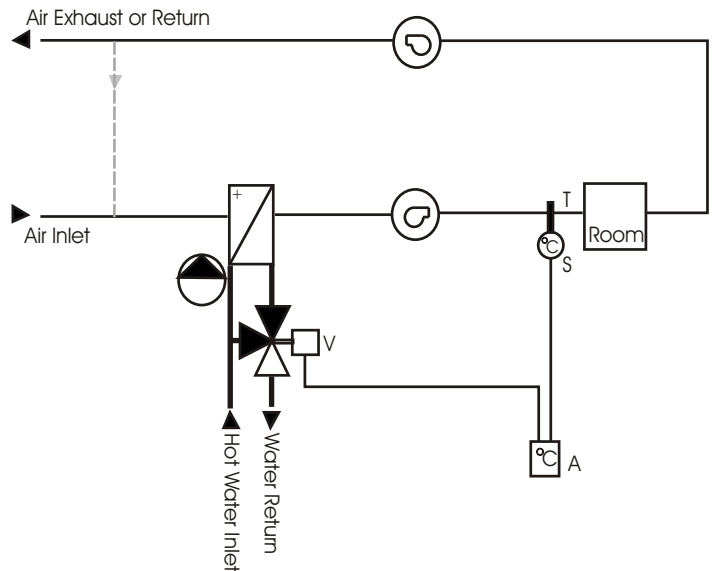 Air Exhaust or Return
+
Air Inlet
T
Room
°C
S
V
°C
A
Hot Water Inlet
Water Return